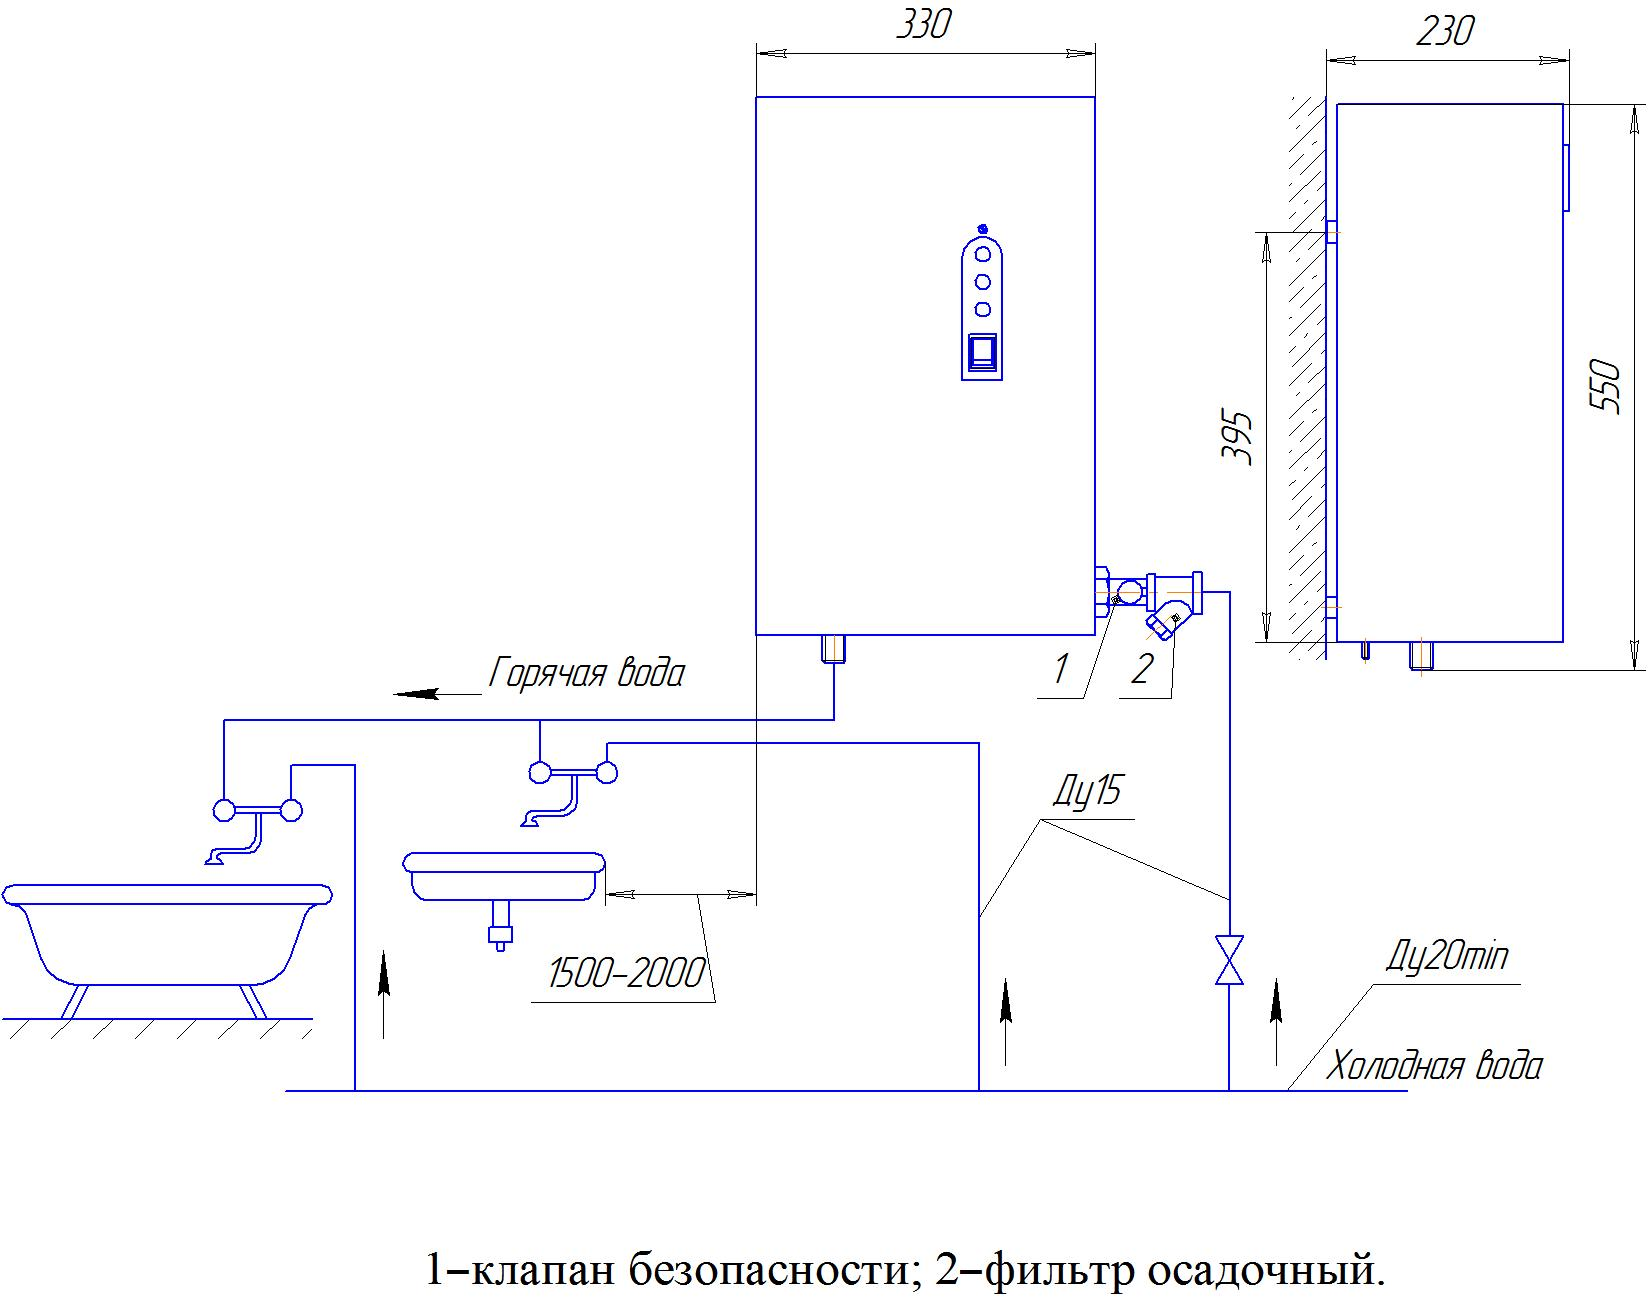 330
230
395
550
1
2
Горячая вода
Ду15
1500-2000
Ду20min
Холодная вода
1–клапан безопасности; 2–фильтр осадочный.